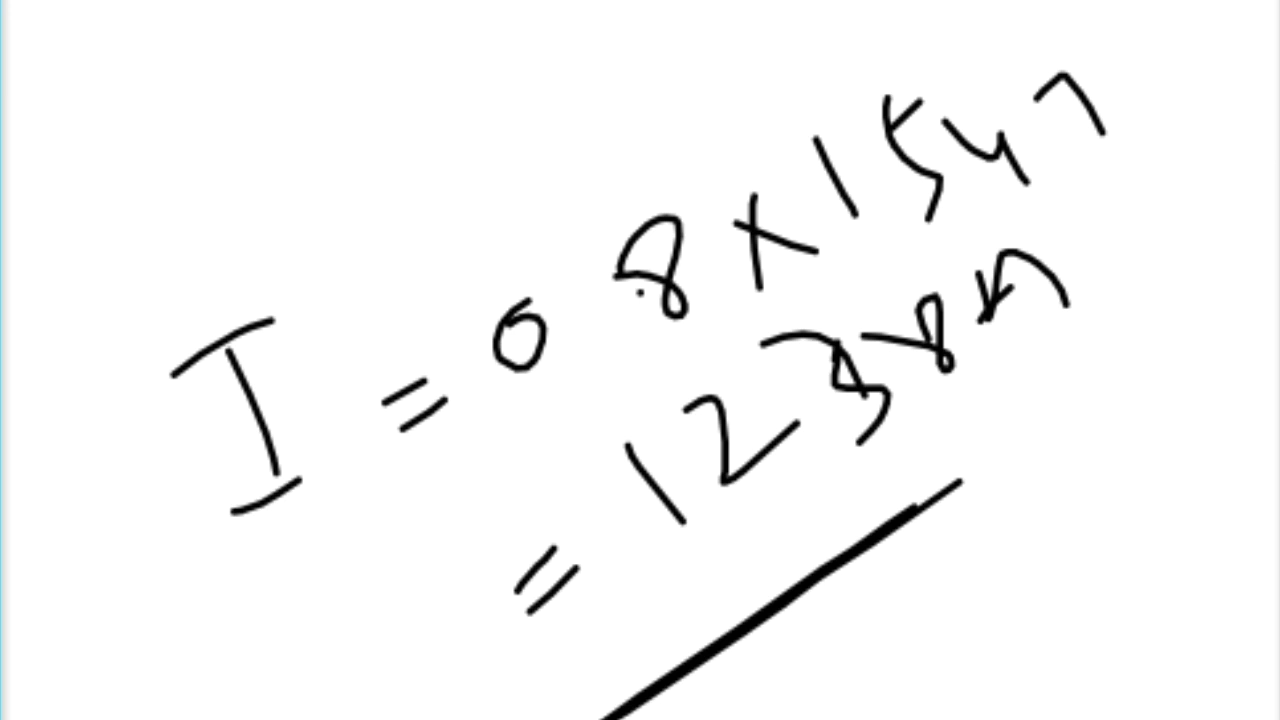 I = 0.8×1547
= 1238